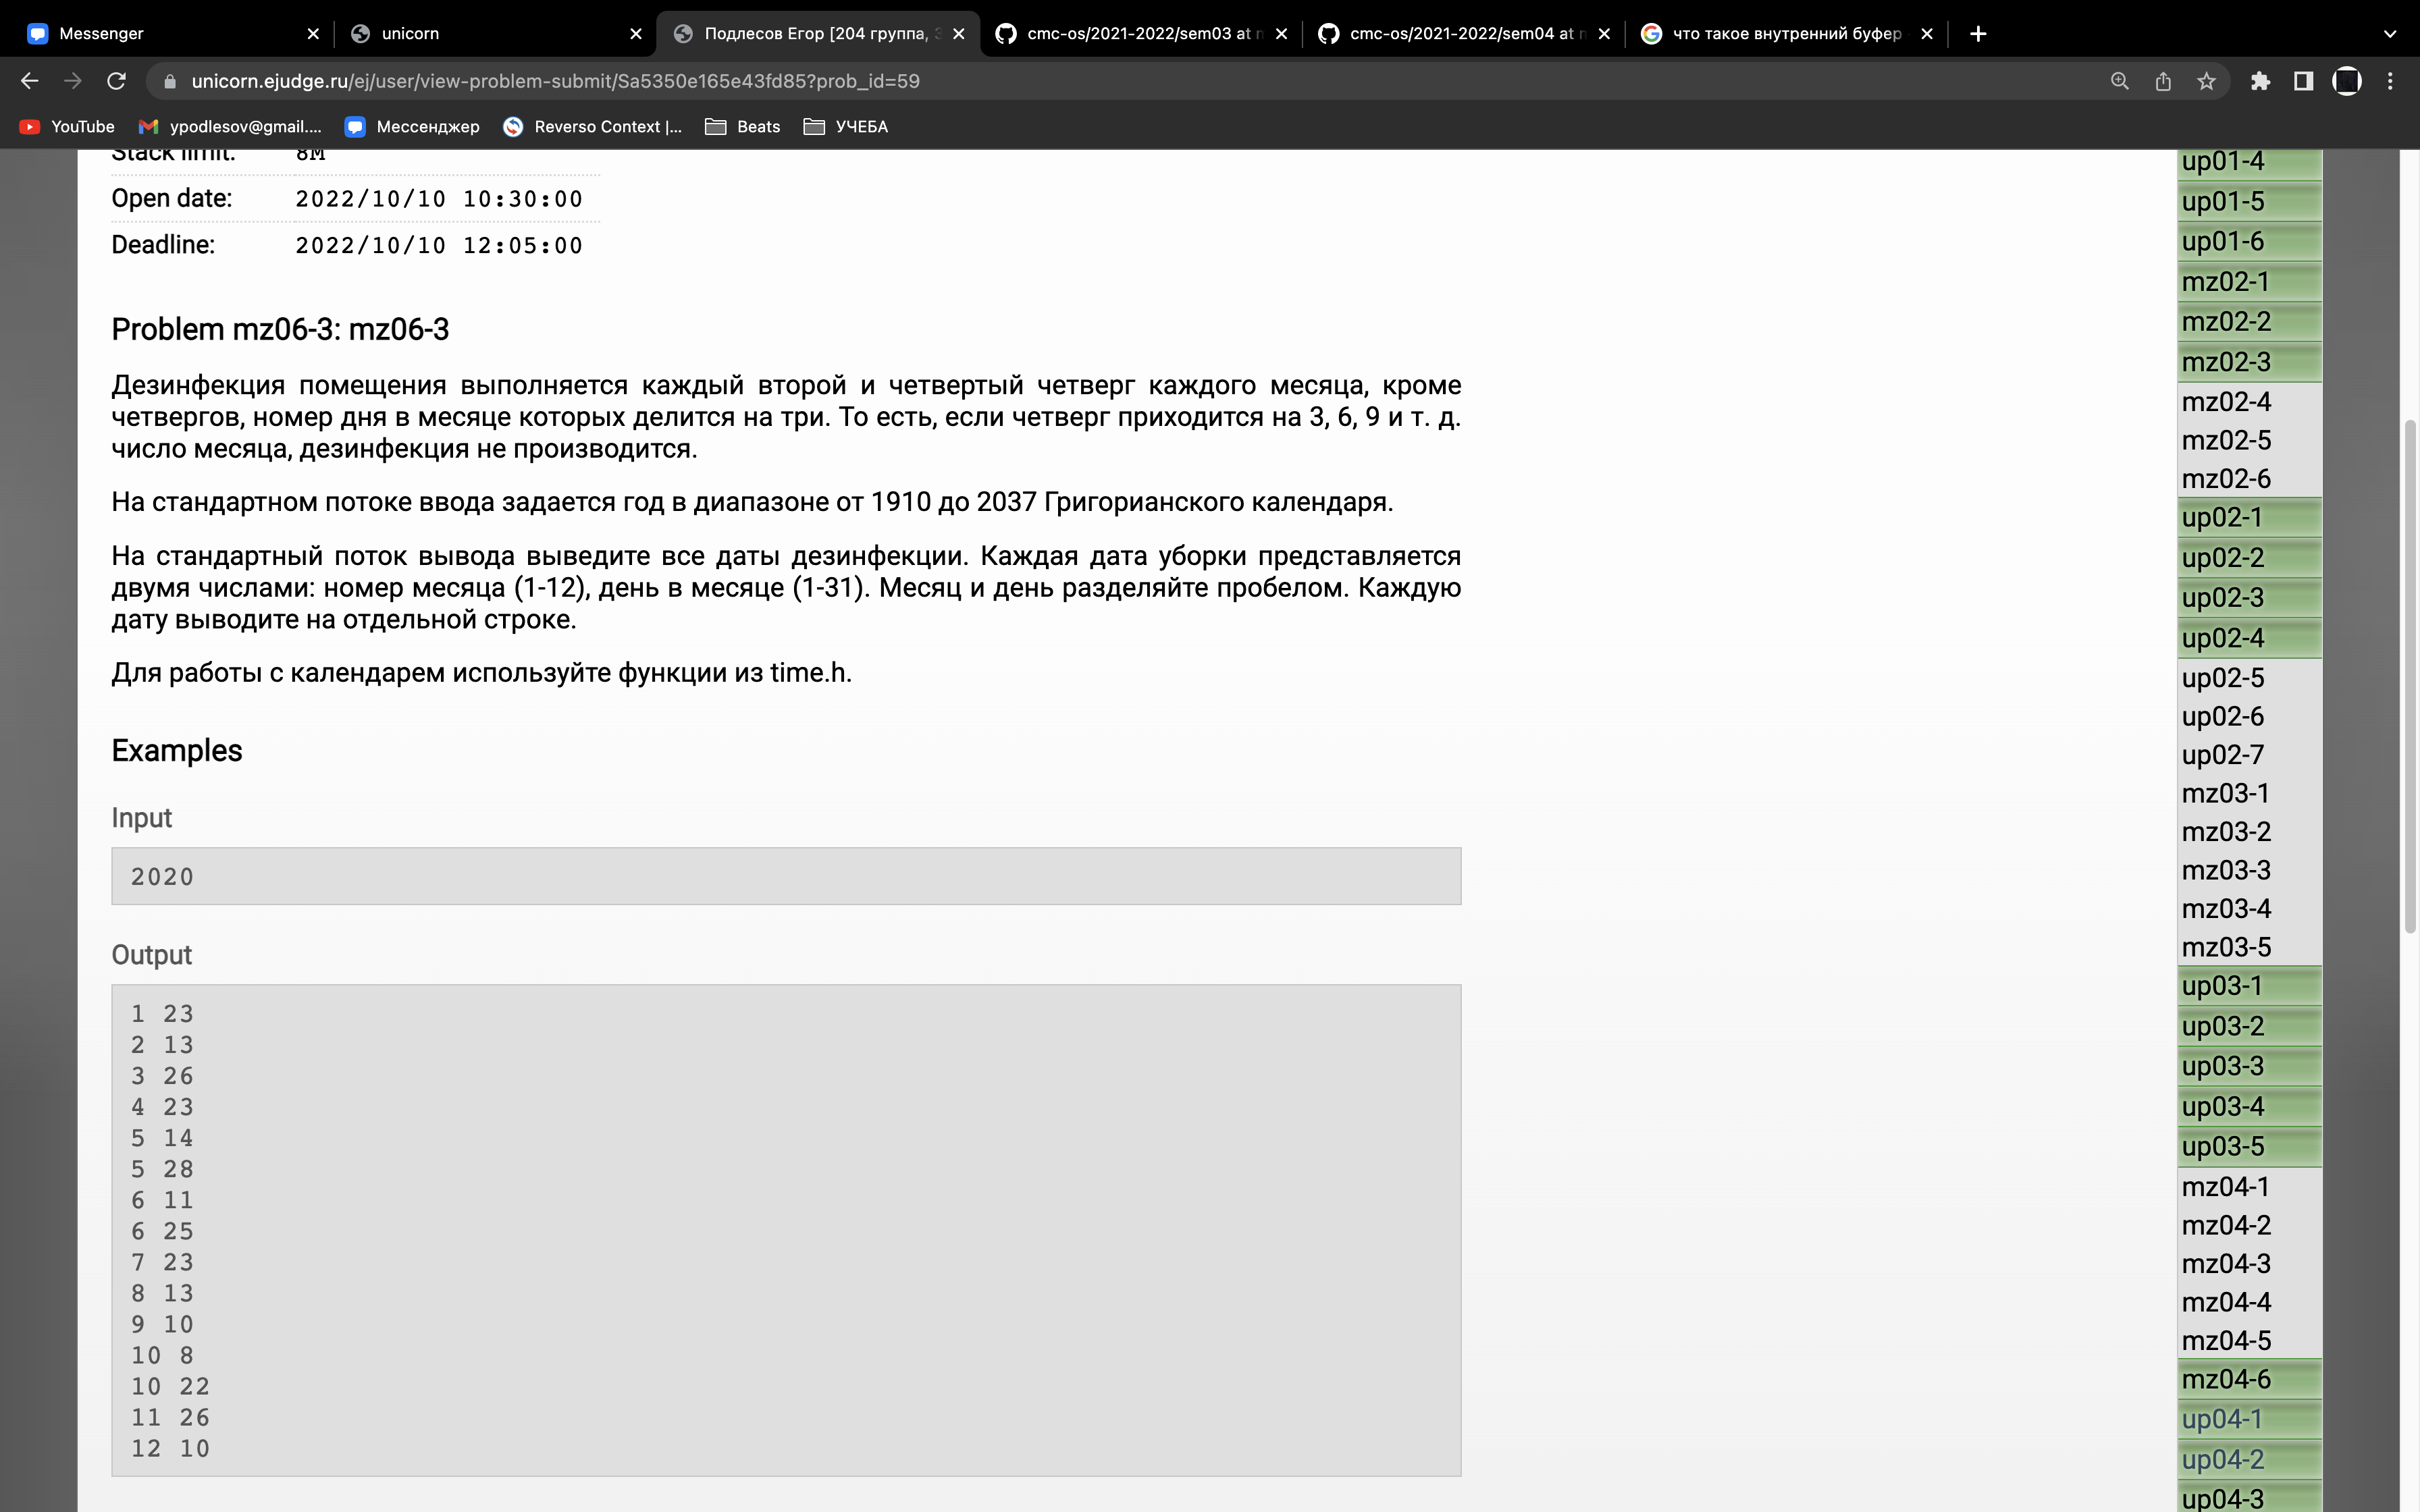 Messenger
unicorn
Подлесов Егор [204 группа, 3
cmc-os/2021-2022/sem03 at m
cmc-os/2021-2022/sem04 at m
что такое внутренний буфер
unicorn.ejudge.ru/ej/user/view-problem-submit/Sa5350e165e43fd85?prob_id=59
YouTube
ypodlesov@gmail....
Мессенджер
Reverso Context |...
Beats
УЧЕБА
Stack limit: 8M
Open date: 2022/10/10 10:30:00
Deadline: 2022/10/10 12:05:00
Problem mz06-3: mz06-3
Дезинфекция помещения выполняется каждый второй и четвертый четверг каждого месяца, кроме
четвергов, номер дня в месяце которых делится на три. То есть, если четверг приходится на 3, 6, 9 и т. д.
число месяца, дезинфекция не производится.
На стандартном потоке ввода задается год в диапазоне от 1910 до 2037 Григорианского календаря.
На стандартный поток вывода выведите все даты дезинфекции. Каждая дата уборки представляется
двумя числами: номер месяца (1-12), день в месяце (1-31). Месяц и день разделяйте пробелом. Каждую
дату выводите на отдельной строке.
Для работы с календарем используйте функции из time.h.
Examples
Input
2020
Output
1 23
2 13
3 26
4 23
5 14
5 28
6 11
6 25
7 23
8 13
9 10
10 8
10 22
11 26
12 10
up01-4
up01-5
up01-6
mz02-1
mz02-2
mz02-3
mz02-4
mz02-5
mz02-6
up02-1
up02-2
up02-3
up02-4
up02-5
up02-6
up02-7
mz03-1
mz03-2
mz03-3
mz03-4
mz03-5
up03-1
up03-2
up03-3
up03-4
up03-5
mz04-1
mz04-2
mz04-3
mz04-4
mz04-5
mz04-6
up04-1
up04-2
up04-3